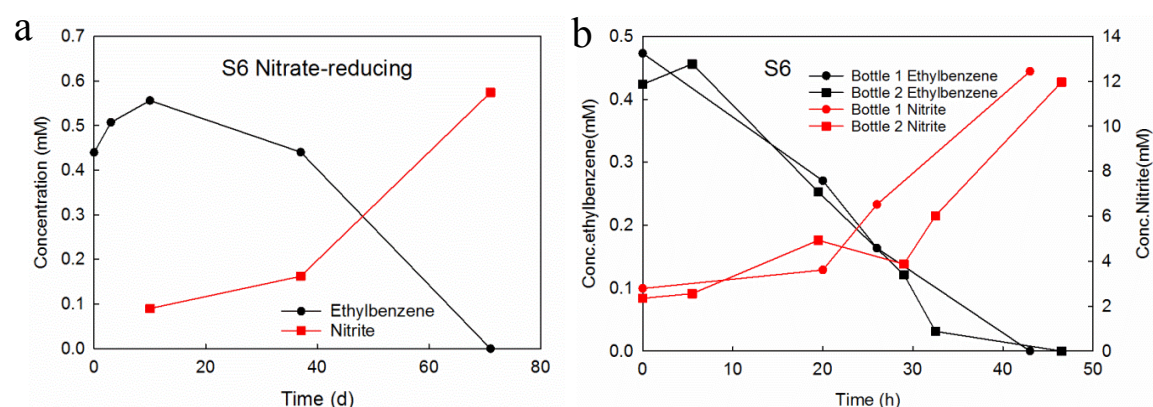 a
S6 Nitrate-reducing
Concentration (mM)
0.7
0.6
0.5
0.4
0.3
0.2
0.1
0.0
Ethylbenzene
Nitrite
0 20 40 60 80
Time (d)
b
S6
Bottle 1 Ethylbenzene
Bottle 2 Ethylbenzene
Bottle 1 Nitrite
Bottle 2 Nitrite
Conc.ethylbenzene(mM)
0.5
0.4
0.3
0.2
0.1
0.0
14
12
10
8
6
4
2
0
Conc.Nitrite(mM)
0 10 20 30 40 50
Time (h)